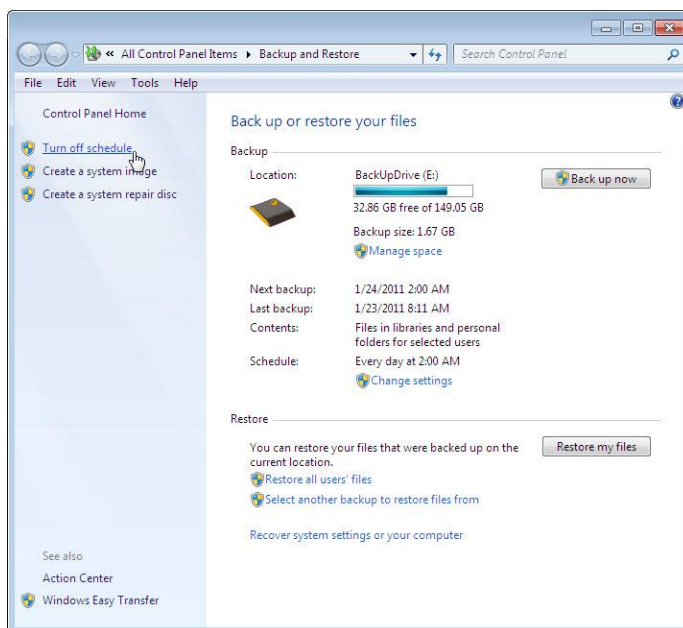 « All Control Panel Items ▸ Backup and Restore
Search Control Panel
File Edit View Tools Help
Control Panel Home
Turn off schedule
Create a system image
Create a system repair disc
Back up or restore your files
Backup
Location:
BackUpDrive (E:)
Back up now
32.86 GB free of 149.05 GB
Backup size: 1.67 GB
Manage space
Next backup: 1/24/2011 2:00 AM
Last backup: 1/23/2011 8:11 AM
Contents: Files in libraries and personal
folders for selected users
Schedule: Every day at 2:00 AM
Change settings
Restore
You can restore your files that were backed up on the
current location.
Restore my files
Restore all users' files
Select another backup to restore files from
Recover system settings or your computer
See also
Action Center
Windows Easy Transfer